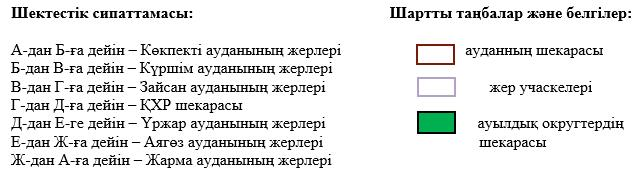 Шектестік сипаттамасы:
А-дан Б-ға дейін – Көкпекті ауданының жерлері
Б-дан В-ға дейін – Күршім ауданының жерлері
В-дан Г-ға дейін – Зайсан ауданының жерлері
Г-дан Д-ға дейін – ҚХР шекарасы
Д-дан Е-ге дейін – Үржар ауданының жерлері
Е-дан Ж-ға дейін – Аягөз ауданының жерлері
Ж-дан А-ға дейін – Жарма ауданының жерлері
Шартты таңбалар және белгілер:
ауданның шекарасы
жер учаскелері
ауылдық округтердің
шекарасы